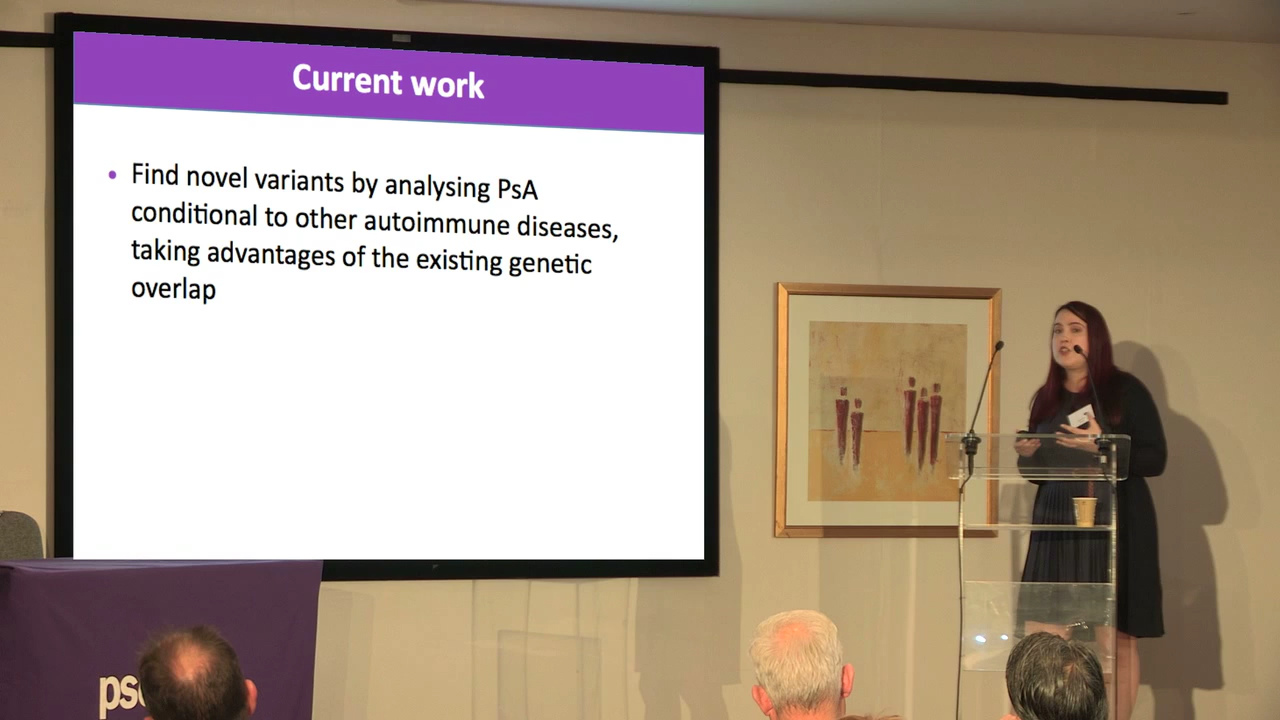 Current work
• Find novel variants by analysing PsA
conditional to other autoimmune diseases,
taking advantages of the existing genetic
overlap